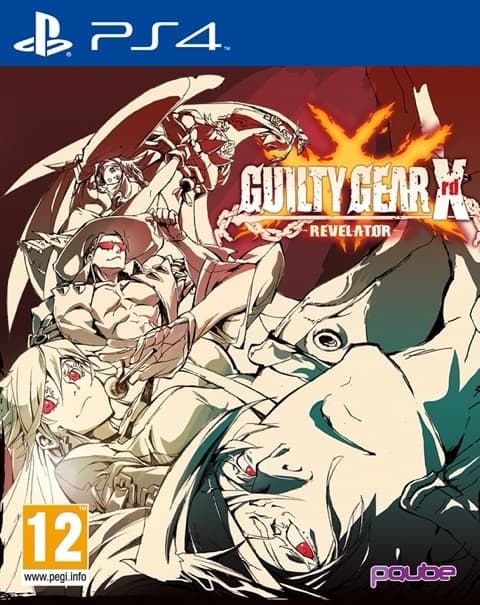 PS4
GUILTY GEAR Xrd
REVELATOR
12
www.pegi.info
pqube